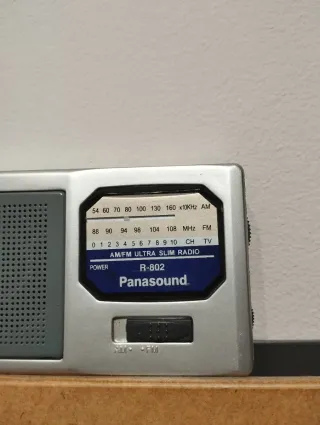 54 60 70 80 100 130 160 x10KHz AM
88 90 94 98 104 108 MHz FM
0 1 2 3 4 5 6 7 8 9 10 CH TV
AM/FM ULTRA SLIM RADIO
POWER
R-802
Panasound